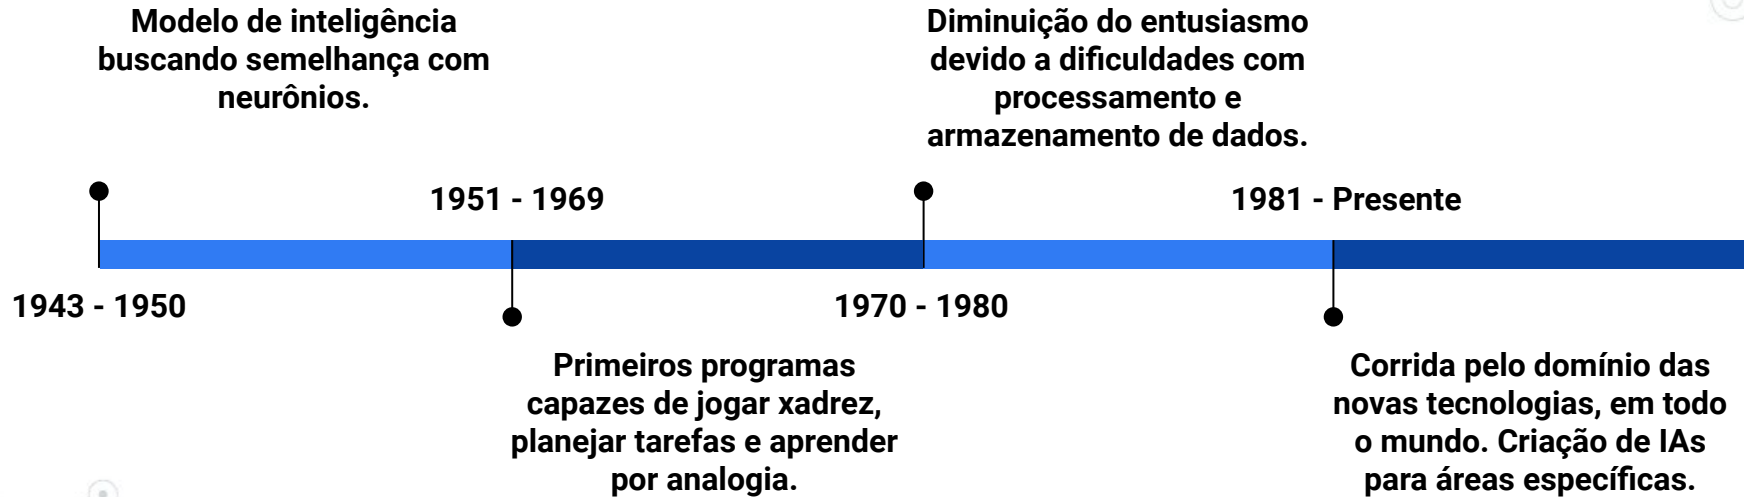 Modelo de inteligência
buscando semelhança com
neurônios.
1943 - 1950
1951 - 1969
Primeiros programas
capazes de jogar xadrez,
planejar tarefas e aprender
por analogia.
Diminuição do entusiasmo
devido a dificuldades com
processamento e
armazenamento de dados.
1970 - 1980
1981 - Presente
Corrida pelo domínio das
novas tecnologias, em todo
o mundo. Criação de IAs
para áreas específicas.